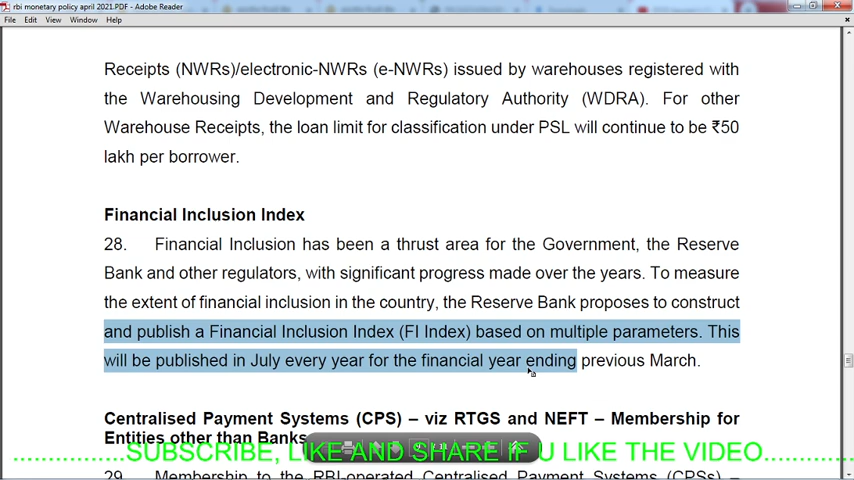 rbi monetary policy april 2021.PDF - Adobe Reader
File Edit View Window Help
Receipts (NWRs)/electronic-NWRs (e-NWRs) issued by warehouses registered with
the Warehousing Development and Regulatory Authority (WDRA). For other
Warehouse Receipts, the loan limit for classification under PSL will continue to be ₹50
lakh per borrower.
Financial Inclusion Index
28. Financial Inclusion has been a thrust area for the Government, the Reserve
Bank and other regulators, with significant progress made over the years. To measure
the extent of financial inclusion in the country, the Reserve Bank proposes to construct
and publish a Financial Inclusion Index (FI Index) based on multiple parameters. This
will be published in July every year for the financial year ending previous March.
Centralised Payment Systems (CPS) – viz RTGS and NEFT – Membership for
Entities other than Banks
................SUBSCRIBE, LIKE AND SHARE IF U LIKE THE VIDEO.............
29. Membership to the RBI-operated Centralised Payment Systems (CPSs) –